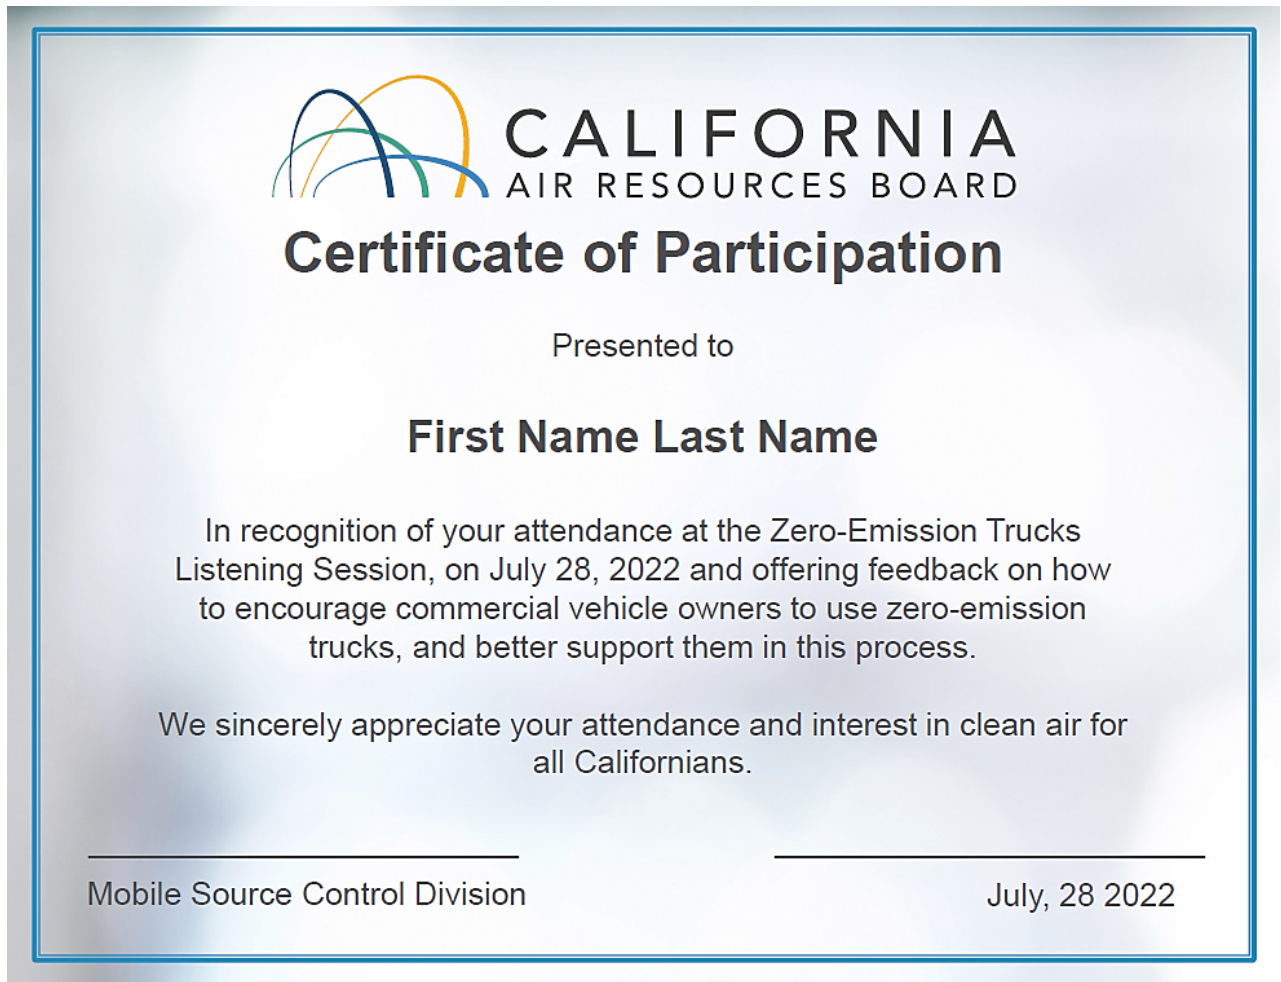 CALIFORNIA
AIR RESOURCES BOARD
Certificate of Participation
Presented to
First Name Last Name
In recognition of your attendance at the Zero-Emission Trucks
Listening Session, on July 28, 2022 and offering feedback on how
to encourage commercial vehicle owners to use zero-emission
trucks, and better support them in this process.
We sincerely appreciate your attendance and interest in clean air for
all Californians.
Mobile Source Control Division
July, 28 2022